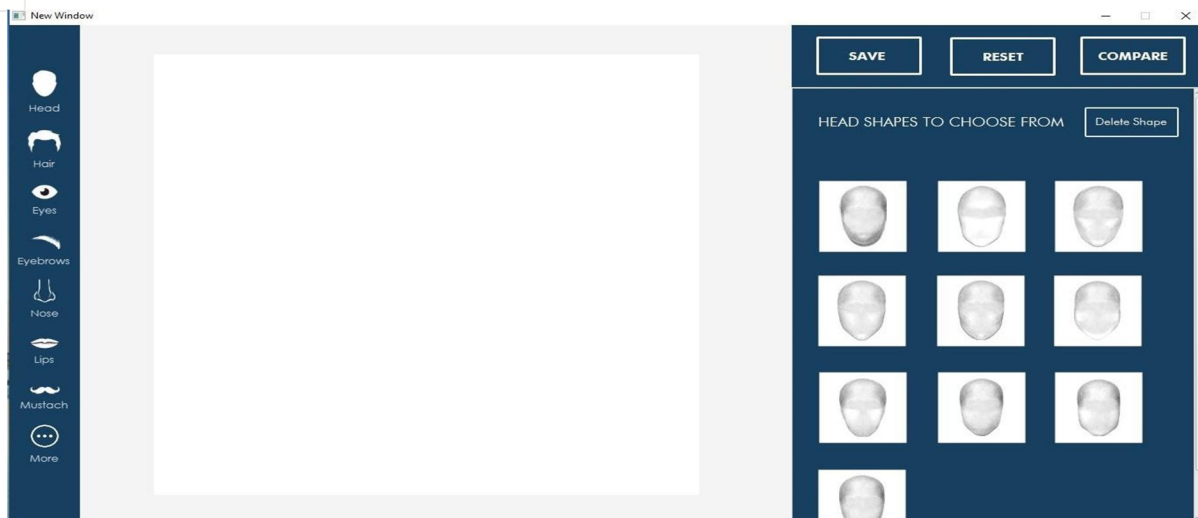 New Window
SAVE
RESET
COMPARE
Head
Hair
Eyes
Eyebrows
Nose
Lips
Mustach
More
HEAD SHAPES TO CHOOSE FROM
Delete Shape